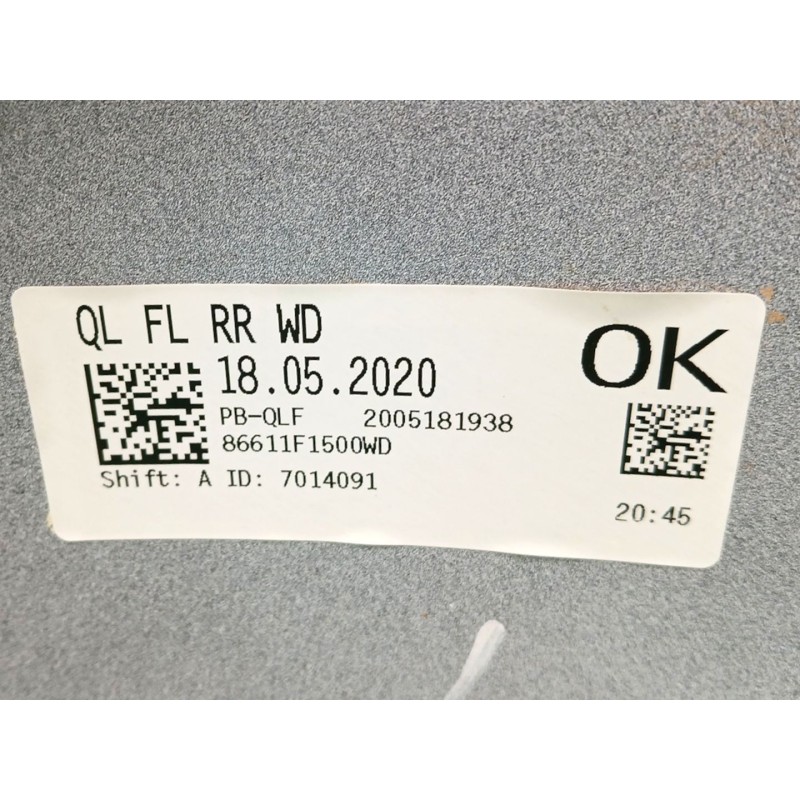 QL FL RR WD
OK
18.05.2020
PB-QLF 2005181938
86611F1500WD
Shift: A ID: 7014091
20:45